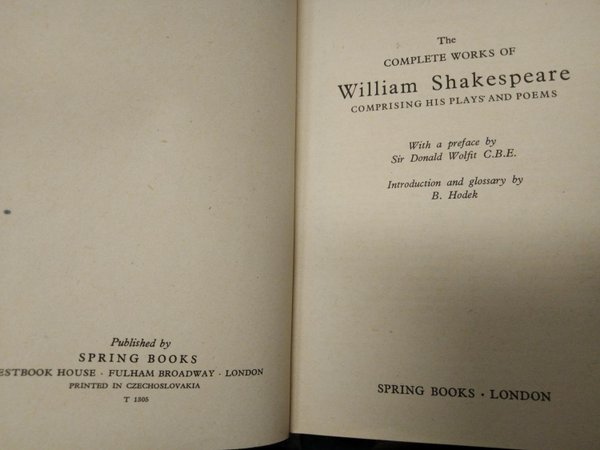 Published by
SPRING BOOKS
ESTBOOK HOUSE · FULHAM BROADWAY · LONDON
PRINTED IN CZECHOSLOVAKIA
T 1305
The
COMPLETE WORKS OF
William Shakespeare
COMPRISING HIS PLAYS AND POEMS
With a preface by
Sir Donald Wolfit C.B.E.
Introduction and glossary by
B. Hodek
SPRING BOOKS · LONDON